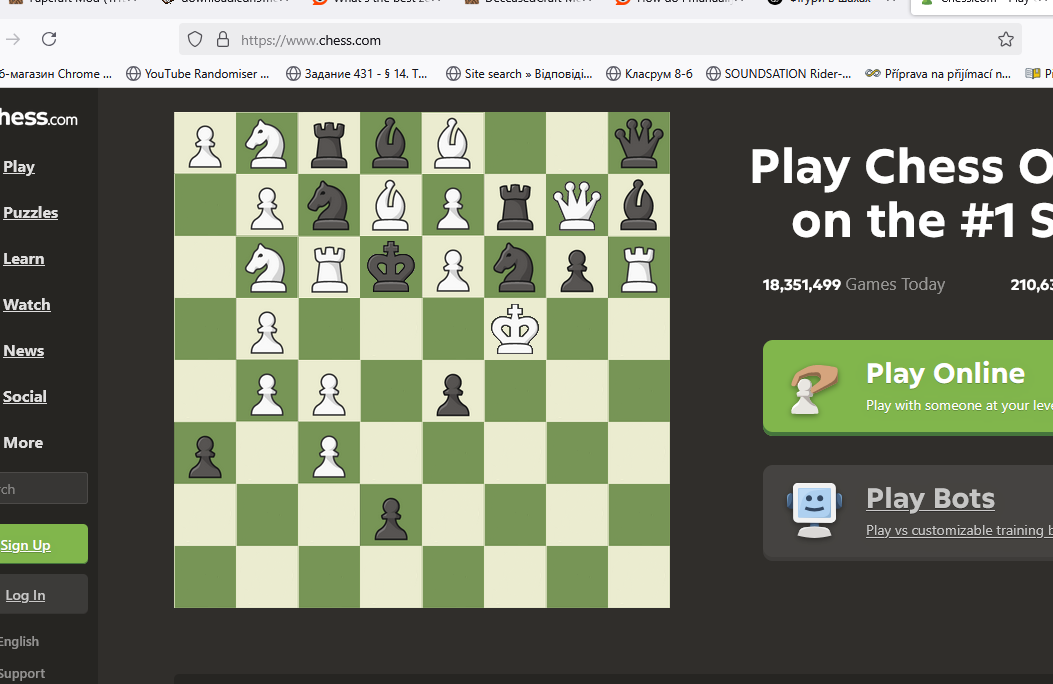 https://www.chess.com
б-магазин Chrome ... YouTube Randomiser ... Задание 431 - § 14. Т... Site search » Відповіді... Класрум 8-б SOUNDSATION Rider-... Příprava na přijímací n...
hess.com
Play
Puzzles
Learn
Watch
News
Social
More
rch
Sign Up
Log In
English
Support
Play Chess O
on the #1 S
18,351,499 Games Today 210,63
Play Online
Play with someone at your leve
Play Bots
Play vs customizable training b